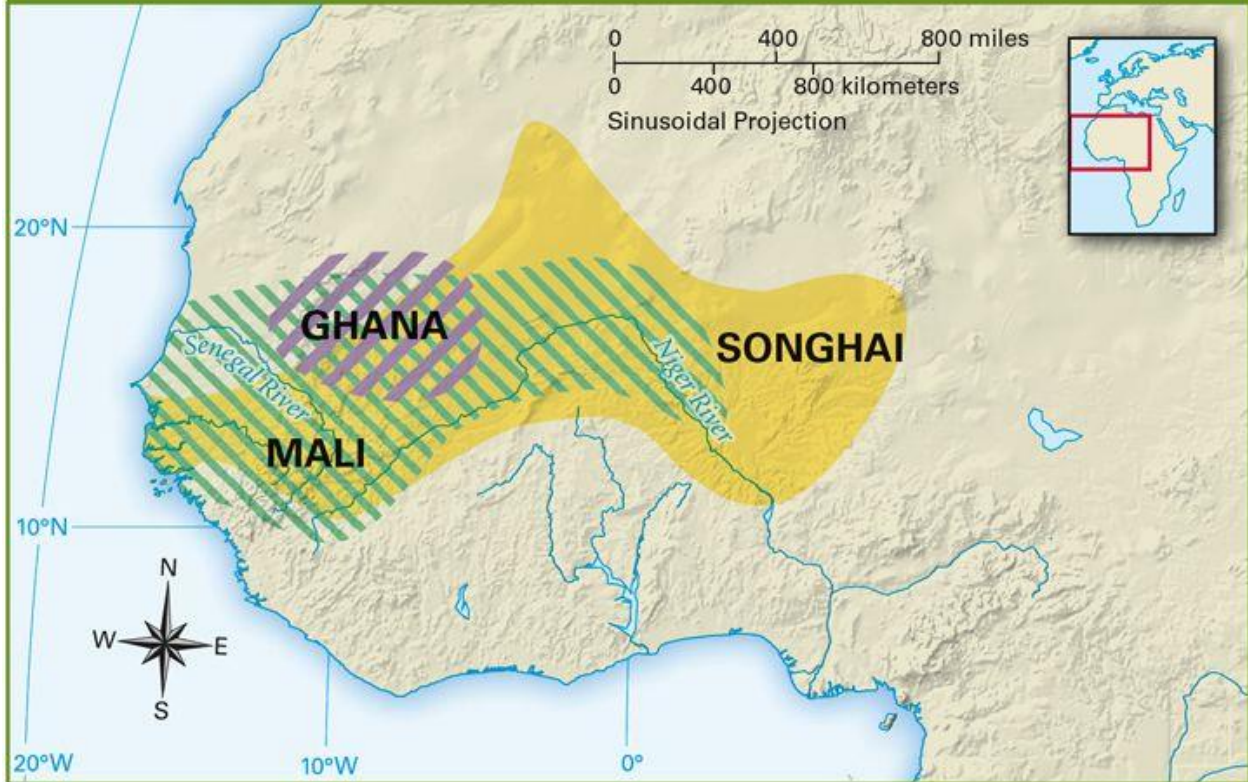 0 400 800 miles
0 400 800 kilometers
Sinusoidal Projection
20°N
GHANA
SONGHAI
Senegal River
Niger River
MALI
10°N
N
W E
S
20°W 10°W 0°